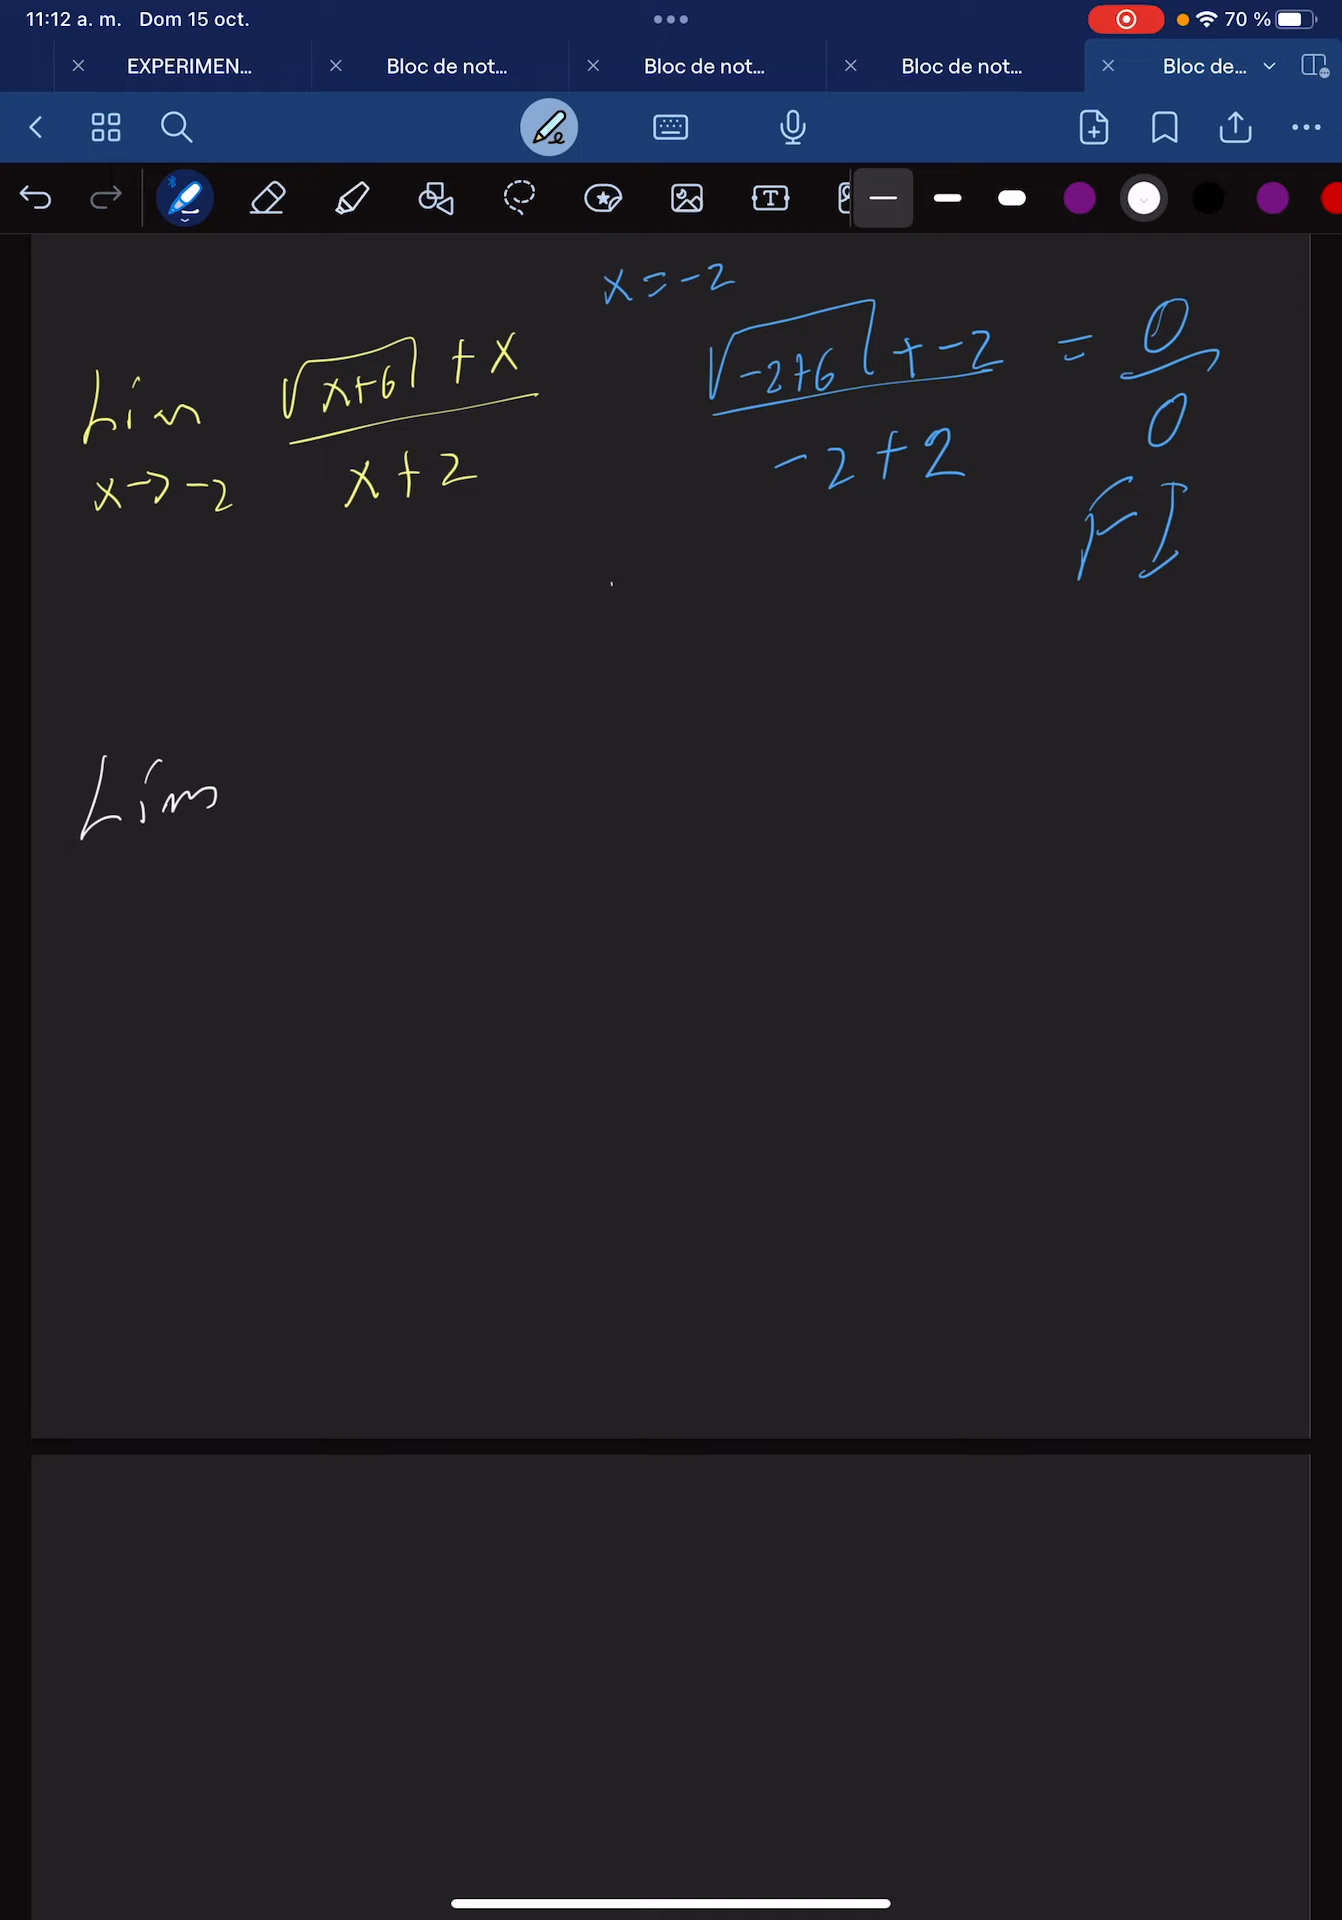 11:12 a. m. Dom 15 oct.
70 %
EXPERIMEN... Bloc de not... Bloc de not... Bloc de not... Bloc de...
x = -2
Lim √(x+6) + x / x + 2
x → -2
√(-2+6) + -2 / -2 + 2 = 0 / 0
FI
Lim